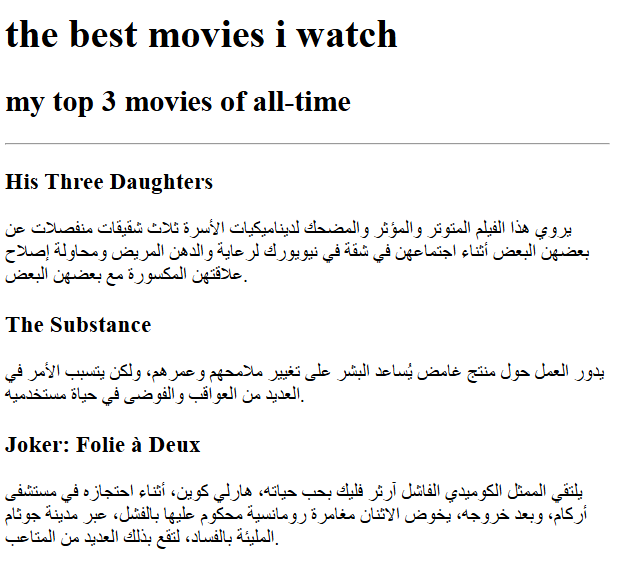 the best movies i watch
my top 3 movies of all-time
His Three Daughters
يروي هذا الفيلم المتوتر والمؤثر والمضحك لديناميكيات الأسرة ثلاث شقيقات منفصلات عن
بعضهن البعض أثناء اجتماعهن في شقة في نيويورك لرعاية والدهن المريض ومحاولة إصلاح
علاقتهن المكسورة مع بعضهن البعض.
The Substance
يدور العمل حول منتج غامض يُساعد البشر على تغيير ملامحهم وعمرهم، ولكن يتسبب الأمر في
العديد من العواقب والفوضى في حياة مستخدميه.
Joker: Folie à Deux
يلتقي الممثل الكوميدي الفاشل آرثر فليك بحب حياته، هارلي كوين، أثناء احتجازه في مستشفى
أركام، وبعد خروجه، يخوض الاثنان مغامرة رومانسية محكوم عليها بالفشل، عبر مدينة جوثام
المليئة بالفساد، لتقع بذلك العديد من المتاعب.